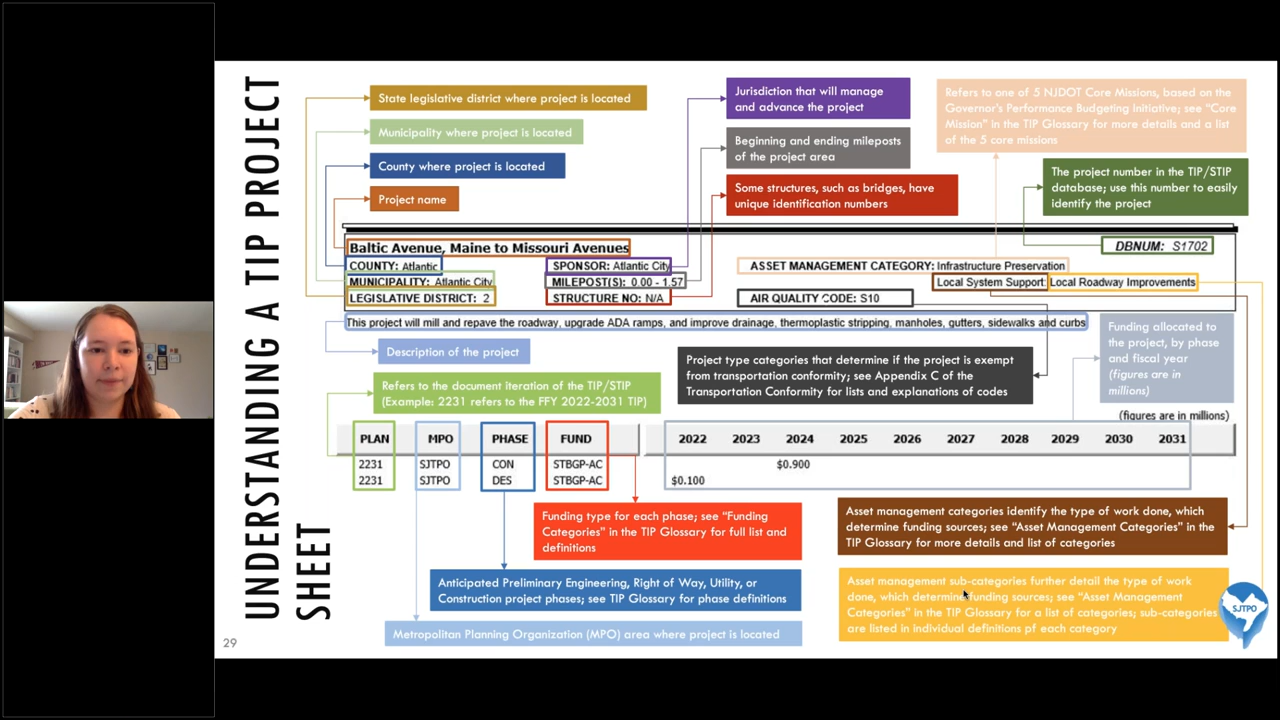 UNDERSTANDING A TIP PROJECT
SHEET
State legislative district where project is located
Municipality where project is located
County where project is located
Project name
Jurisdiction that will manage
and advance the project
Beginning and ending mileposts
of the project area
Some structures, such as bridges, have
unique identification numbers
Refers to one of 5 NJDOT Core Missions, based on the
Governor's Performance Budgeting Initiative; see "Core
Mission" in the TIP Glossary for more details and a list
of the 5 core missions
The project number in the TIP/STIP
database; use this number to easily
identify the project
Baltic Avenue, Maine to Missouri Avenues
DBNUM: S1702
COUNTY: Atlantic
SPONSOR: Atlantic City
ASSET MANAGEMENT CATEGORY: Infrastructure Preservation
MUNICIPALITY: Atlantic City
MILEPOST(S): 0.00 - 1.57
Local System Support: Local Roadway Improvements
LEGISLATIVE DISTRICT: 2
STRUCTURE NO: N/A
AIR QUALITY CODE: S10
This project will mill and repave the roadway, upgrade ADA ramps, and improve drainage, thermoplastic stripping, manholes, gutters, sidewalks and curbs
Description of the project
Project type categories that determine if the project is exempt
from transportation conformity; see Appendix C of the
Transportation Conformity for lists and explanations of codes
Funding allocated to
the project, by phase
and fiscal year
(figures are in
millions)
Refers to the document iteration of the TIP/STIP
(Example: 2231 refers to the FFY 2022-2031 TIP)
(figures are in millions)
PLAN MPO PHASE FUND 2022 2023 2024 2025 2026 2027 2028 2029 2030 2031
2231 SJTPO CON STBGP-AC $0.900
2231 SJTPO DES STBGP-AC $0.100
Funding type for each phase; see "Funding
Categories" in the TIP Glossary for full list and
definitions
Asset management categories identify the type of work done, which
determine funding sources; see "Asset Management Categories" in the
TIP Glossary for more details and list of categories
Anticipated Preliminary Engineering, Right of Way, Utility, or
Construction project phases; see TIP Glossary for phase definitions
Asset management sub-categories further detail the type of work
done, which determine funding sources; see "Asset Management
Categories" in the TIP Glossary for a list of categories; sub-categories
are listed in individual definitions pf each category
Metropolitan Planning Organization (MPO) area where project is located
SJTPO
29